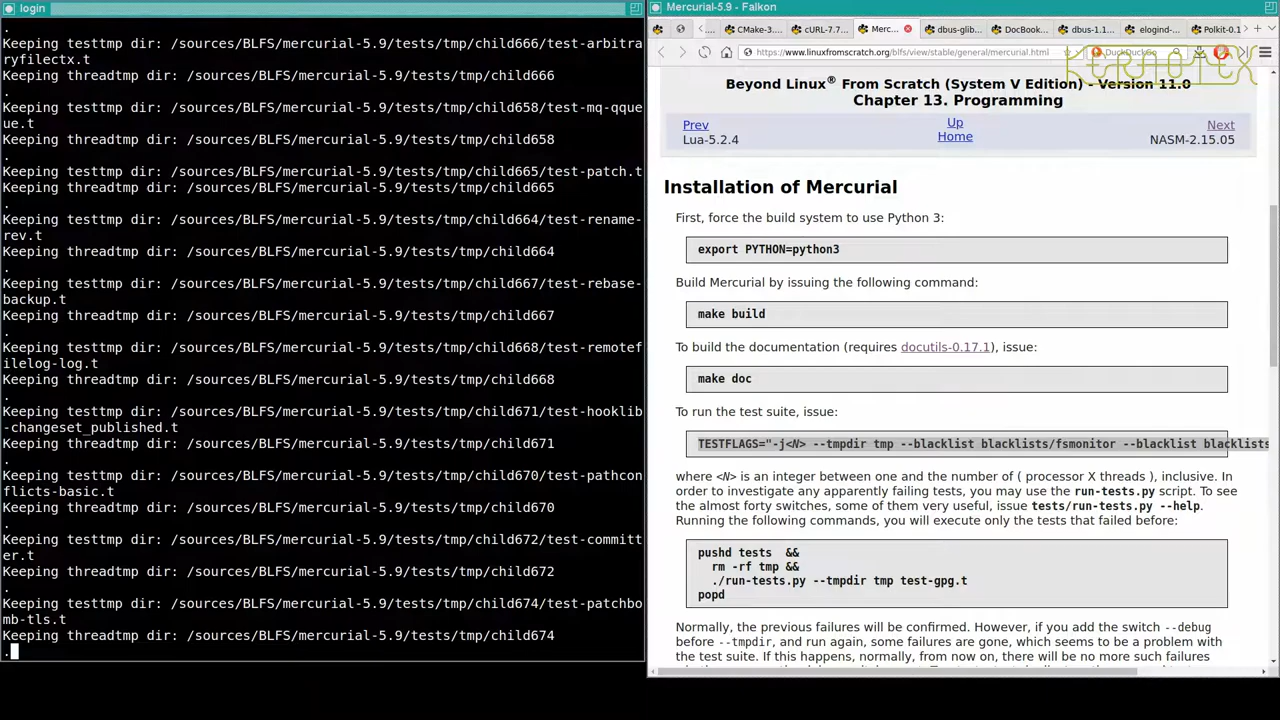 login
.
Keeping testtmp dir: /sources/BLFS/mercurial-5.9/tests/tmp/child666/test-arbitra
ryfilectx.t
Keeping threadtmp dir: /sources/BLFS/mercurial-5.9/tests/tmp/child666
.
Keeping testtmp dir: /sources/BLFS/mercurial-5.9/tests/tmp/child658/test-mq-qque
ue.t
Keeping threadtmp dir: /sources/BLFS/mercurial-5.9/tests/tmp/child658
.
Keeping testtmp dir: /sources/BLFS/mercurial-5.9/tests/tmp/child665/test-patch.t
Keeping threadtmp dir: /sources/BLFS/mercurial-5.9/tests/tmp/child665
.
Keeping testtmp dir: /sources/BLFS/mercurial-5.9/tests/tmp/child664/test-rename-
rev.t
Keeping threadtmp dir: /sources/BLFS/mercurial-5.9/tests/tmp/child664
.
Keeping testtmp dir: /sources/BLFS/mercurial-5.9/tests/tmp/child667/test-rebase-
backup.t
Keeping threadtmp dir: /sources/BLFS/mercurial-5.9/tests/tmp/child667
.
Keeping testtmp dir: /sources/BLFS/mercurial-5.9/tests/tmp/child668/test-remotef
ilelog-log.t
Keeping threadtmp dir: /sources/BLFS/mercurial-5.9/tests/tmp/child668
.
Keeping testtmp dir: /sources/BLFS/mercurial-5.9/tests/tmp/child671/test-hooklib
-changeset_published.t
Keeping threadtmp dir: /sources/BLFS/mercurial-5.9/tests/tmp/child671
.
Keeping testtmp dir: /sources/BLFS/mercurial-5.9/tests/tmp/child670/test-pathcon
flicts-basic.t
Keeping threadtmp dir: /sources/BLFS/mercurial-5.9/tests/tmp/child670
.
Keeping testtmp dir: /sources/BLFS/mercurial-5.9/tests/tmp/child672/test-committ
er.t
Keeping threadtmp dir: /sources/BLFS/mercurial-5.9/tests/tmp/child672
.
Keeping testtmp dir: /sources/BLFS/mercurial-5.9/tests/tmp/child674/test-patchbo
mb-tls.t
Keeping threadtmp dir: /sources/BLFS/mercurial-5.9/tests/tmp/child674
.
Mercurial-5.9 - Falkon
CMake-3.... cURL-7.7... Merc... dbus-glib... DocBook... dbus-1.1... elogind-... Polkit-0.1
https://www.linuxfromscratch.org/blfs/view/stable/general/mercurial.html DuckDuckGo
KERNOTEX
Beyond Linux® From Scratch (System V Edition) - Version 11.0
Chapter 13. Programming
Prev Up Next
Lua-5.2.4 Home NASM-2.15.05
Installation of Mercurial
First, force the build system to use Python 3:
export PYTHON=python3
Build Mercurial by issuing the following command:
make build
To build the documentation (requires docutils-0.17.1), issue:
make doc
To run the test suite, issue:
TESTFLAGS="-j<N> --tmpdir tmp --blacklist blacklists/fsmonitor --blacklist blacklists
where <N> is an integer between one and the number of ( processor X threads ), inclusive. In
order to investigate any apparently failing tests, you may use the run-tests.py script. To see
the almost forty switches, some of them very useful, issue tests/run-tests.py --help.
Running the following commands, you will execute only the tests that failed before:
pushd tests &&
rm -rf tmp &&
./run-tests.py --tmpdir tmp test-gpg.t
popd
Normally, the previous failures will be confirmed. However, if you add the switch --debug
before --tmpdir, and run again, some failures are gone, which seems to be a problem with
the test suite. If this happens, normally, from now on, there will be no more such failures